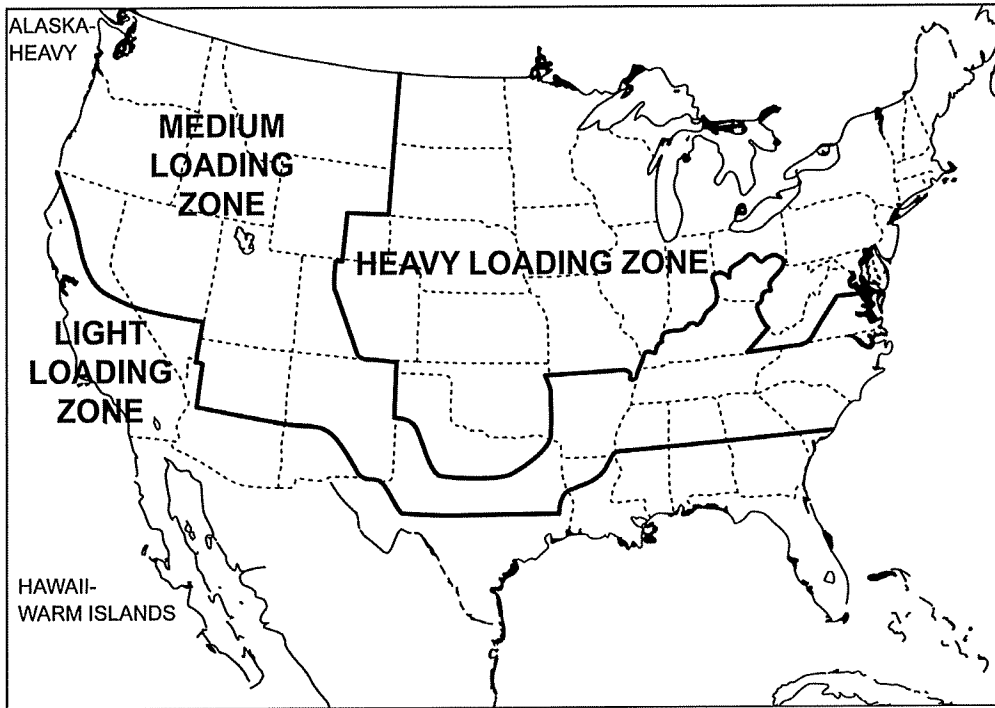 ALASKA-
HEAVY
MEDIUM
LOADING
ZONE
HEAVY LOADING ZONE
LIGHT
LOADING
ZONE
HAWAII-
WARM ISLANDS